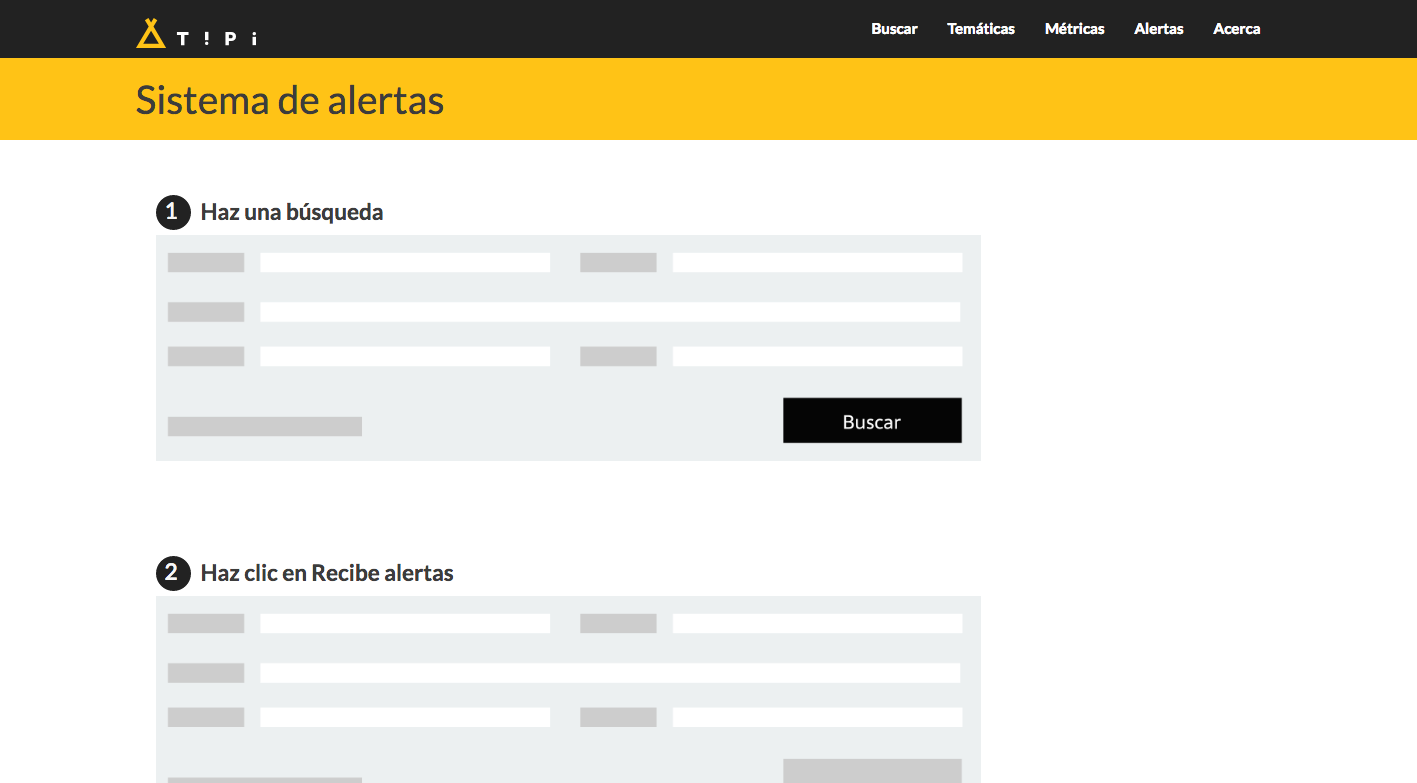 T ! P i
Buscar Temáticas Métricas Alertas Acerca
Sistema de alertas
1 Haz una búsqueda
Buscar
2 Haz clic en Recibe alertas